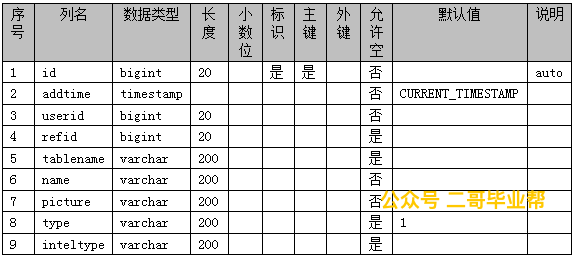 序号 列名 数据类型 长度 小数位 标识 主键 外键 允许空 默认值 说明
1 id bigint 20 是 是 否 auto
2 addtime timestamp 否 CURRENT_TIMESTAMP
3 userid bigint 20 否
4 refid bigint 20 是
5 tablename varchar 200 是
6 name varchar 200 否
7 picture varchar 200 否
公众号 二哥毕业帮
8 type varchar 200 是 1
9 inteltype varchar 200 是